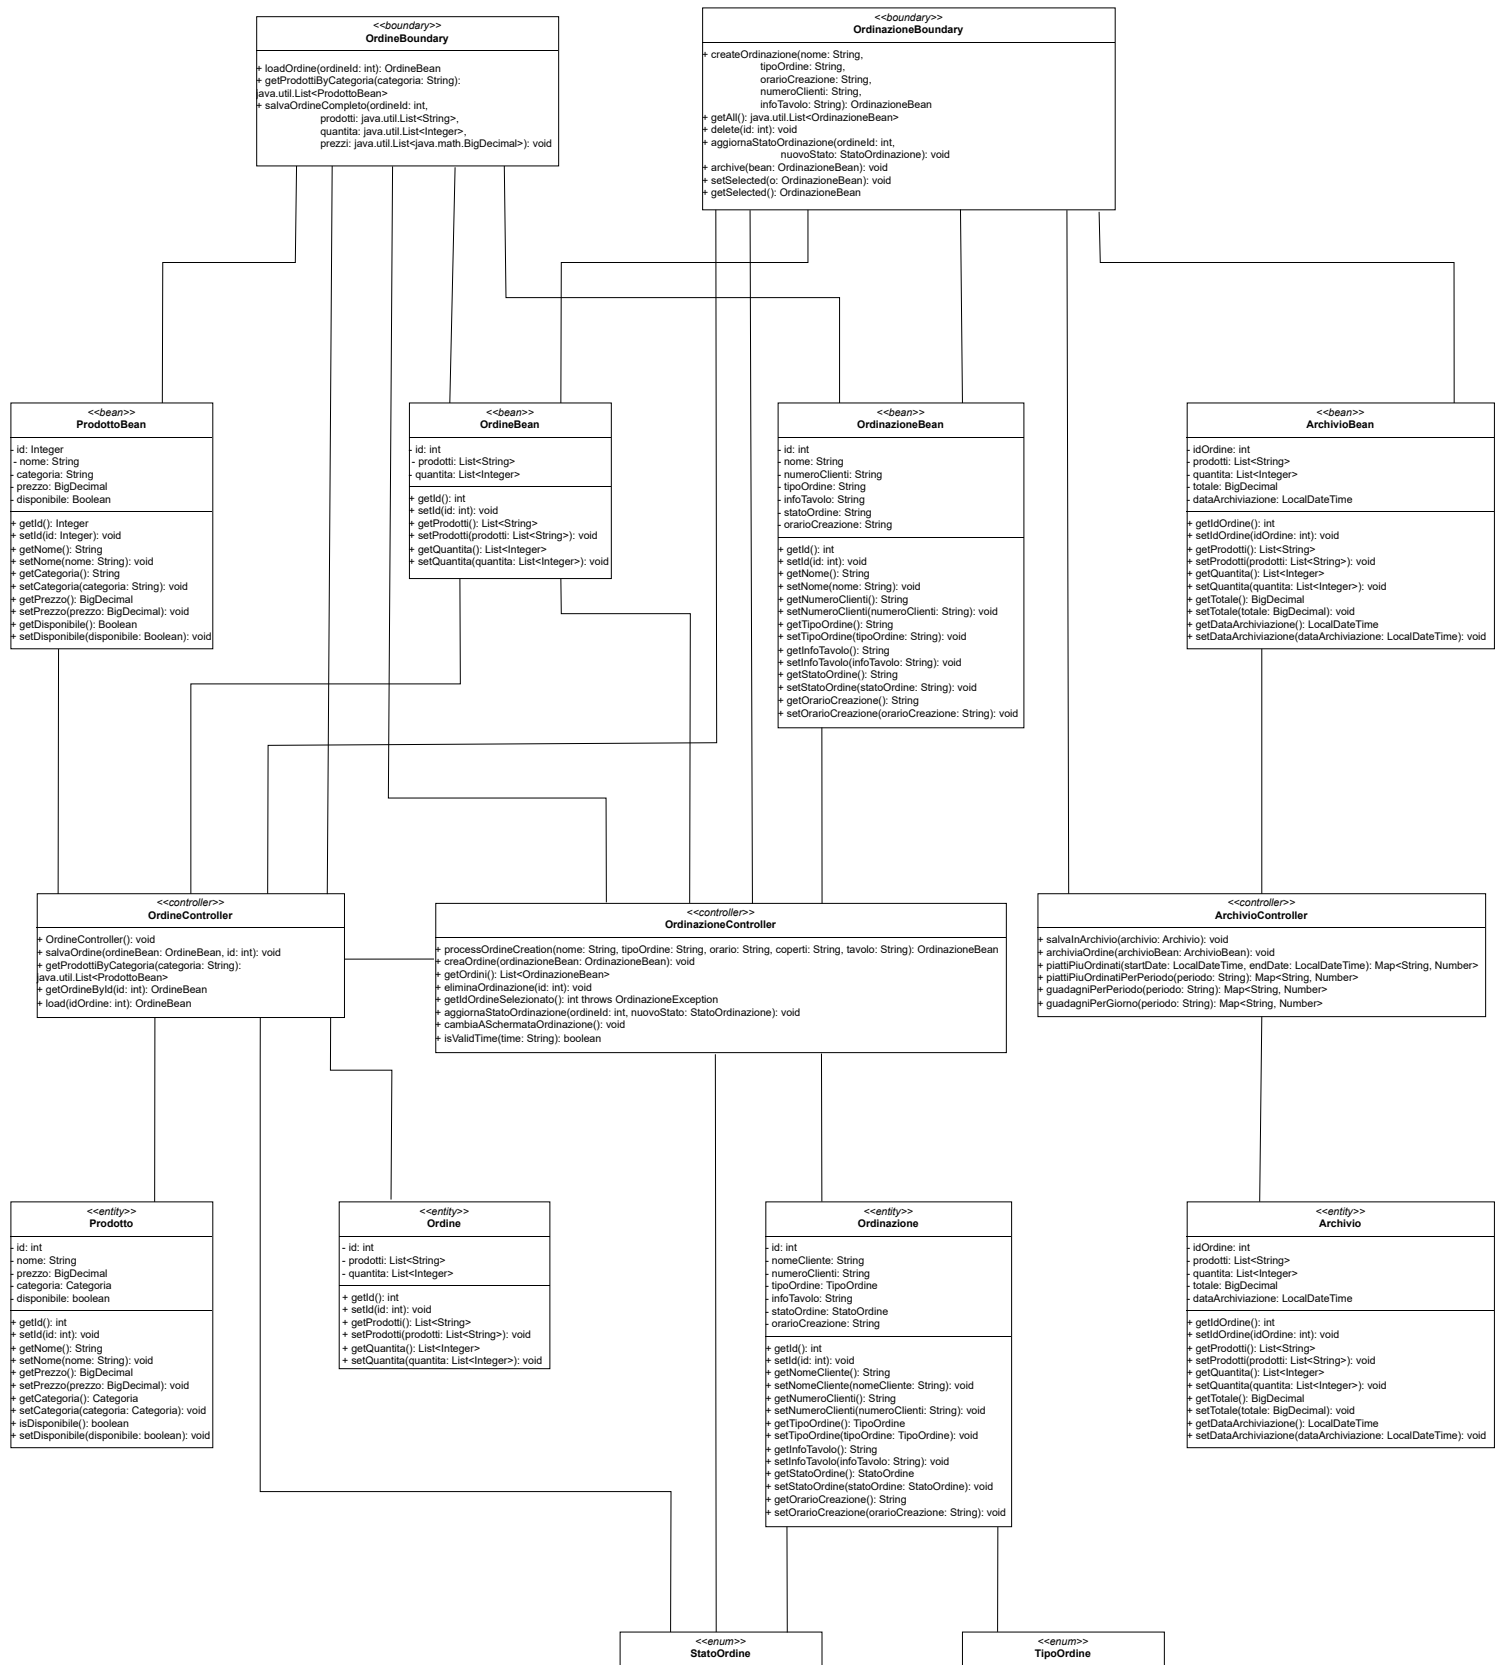 <<boundary>>
OrdineBoundary
+ loadOrdine(ordineId: int): OrdineBean
+ getProdottiByCategoria(categoria: String):
java.util.List<ProdottoBean>
+ salvaOrdineCompleto(ordineId: int,
prodotti: java.util.List<String>,
quantita: java.util.List<Integer>,
prezzi: java.util.List<java.math.BigDecimal>): void
<<boundary>>
OrdinazioneBoundary
+ createOrdinazione(nome: String,
tipoOrdine: String,
orarioCreazione: String,
numeroClienti: String,
infoTavolo: String): OrdinazioneBean
+ getAll(): java.util.List<OrdinazioneBean>
+ delete(id: int): void
+ aggiornaStatoOrdinazione(ordineId: int,
nuovoStato: StatoOrdinazione): void
+ archive(bean: OrdinazioneBean): void
+ setSelected(o: OrdinazioneBean): void
+ getSelected(): OrdinazioneBean
<<bean>>
ProdottoBean
- id: Integer
- nome: String
- categoria: String
- prezzo: BigDecimal
- disponibile: Boolean
+ getId(): Integer
+ setId(id: Integer): void
+ getNome(): String
+ setNome(nome: String): void
+ getCategoria(): String
+ setCategoria(categoria: String): void
+ getPrezzo(): BigDecimal
+ setPrezzo(prezzo: BigDecimal): void
+ getDisponibile(): Boolean
+ setDisponibile(disponibile: Boolean): void
<<bean>>
OrdineBean
- id: int
- prodotti: List<String>
- quantita: List<Integer>
+ getId(): int
+ setId(id: int): void
+ getProdotti(): List<String>
+ setProdotti(prodotti: List<String>): void
+ getQuantita(): List<Integer>
+ setQuantita(quantita: List<Integer>): void
<<bean>>
OrdinazioneBean
- id: int
- nome: String
- numeroClienti: String
- tipoOrdine: String
- infoTavolo: String
- statoOrdine: String
- orarioCreazione: String
+ getId(): int
+ setId(id: int): void
+ getNome(): String
+ setNome(nome: String): void
+ getNumeroClienti(): String
+ setNumeroClienti(numeroClienti: String): void
+ getTipoOrdine(): String
+ setTipoOrdine(tipoOrdine: String): void
+ getInfoTavolo(): String
+ setInfoTavolo(infoTavolo: String): void
+ getStatoOrdine(): String
+ setStatoOrdine(statoOrdine: String): void
+ getOrarioCreazione(): String
+ setOrarioCreazione(orarioCreazione: String): void
<<bean>>
ArchivioBean
- idOrdine: int
- prodotti: List<String>
- quantita: List<Integer>
- totale: BigDecimal
- dataArchiviazione: LocalDateTime
+ getIdOrdine(): int
+ setIdOrdine(idOrdine: int): void
+ getProdotti(): List<String>
+ setProdotti(prodotti: List<String>): void
+ getQuantita(): List<Integer>
+ setQuantita(quantita: List<Integer>): void
+ getTotale(): BigDecimal
+ setTotale(totale: BigDecimal): void
+ getDataArchiviazione(): LocalDateTime
+ setDataArchiviazione(dataArchiviazione: LocalDateTime): void
<<controller>>
OrdineController
+ OrdineController(): void
+ salvaOrdine(ordineBean: OrdineBean, id: int): void
+ getProdottiByCategoria(categoria: String):
java.util.List<ProdottoBean>
+ getOrdineById(id: int): OrdineBean
+ load(idOrdine: int): OrdineBean
<<controller>>
OrdinazioneController
+ processOrdineCreation(nome: String, tipoOrdine: String, orario: String, coperti: String, tavolo: String): OrdinazioneBean
+ creaOrdine(ordinazioneBean: OrdinazioneBean): void
+ getOrdini(): List<OrdinazioneBean>
+ eliminaOrdinazione(id: int): void
+ getIdOrdineSelezionato(): int throws OrdinazioneException
+ aggiornaStatoOrdinazione(ordineId: int, nuovoStato: StatoOrdinazione): void
+ cambiaASchermataOrdinazione(): void
+ isValidTime(time: String): boolean
<<controller>>
ArchivioController
+ salvaInArchivio(archivio: Archivio): void
+ archiviaOrdine(archivioBean: ArchivioBean): void
+ piattiPiuOrdinati(startDate: LocalDateTime, endDate: LocalDateTime): Map<String, Number>
+ piattiPiuOrdinatiPerPeriodo(periodo: String): Map<String, Number>
+ guadagniPerPeriodo(periodo: String): Map<String, Number>
+ guadagniPerGiorno(periodo: String): Map<String, Number>
<<entity>>
Prodotto
- id: int
- nome: String
- prezzo: BigDecimal
- categoria: Categoria
- disponibile: boolean
+ getId(): int
+ setId(id: int): void
+ getNome(): String
+ setNome(nome: String): void
+ getPrezzo(): BigDecimal
+ setPrezzo(prezzo: BigDecimal): void
+ getCategoria(): Categoria
+ setCategoria(categoria: Categoria): void
+ isDisponibile(): boolean
+ setDisponibile(disponibile: boolean): void
<<entity>>
Ordine
- id: int
- prodotti: List<String>
- quantita: List<Integer>
+ getId(): int
+ setId(id: int): void
+ getProdotti(): List<String>
+ setProdotti(prodotti: List<String>): void
+ getQuantita(): List<Integer>
+ setQuantita(quantita: List<Integer>): void
<<entity>>
Ordinazione
- id: int
- nomeCliente: String
- numeroClienti: String
- tipoOrdine: TipoOrdine
- infoTavolo: String
- statoOrdine: StatoOrdine
- orarioCreazione: String
+ getId(): int
+ setId(id: int): void
+ getNomeCliente(): String
+ setNomeCliente(nomeCliente: String): void
+ getNumeroClienti(): String
+ setNumeroClienti(numeroClienti: String): void
+ getTipoOrdine(): TipoOrdine
+ setTipoOrdine(tipoOrdine: TipoOrdine): void
+ getInfoTavolo(): String
+ setInfoTavolo(infoTavolo: String): void
+ getStatoOrdine(): StatoOrdine
+ setStatoOrdine(statoOrdine: StatoOrdine): void
+ getOrarioCreazione(): String
+ setOrarioCreazione(orarioCreazione: String): void
<<entity>>
Archivio
- idOrdine: int
- prodotti: List<String>
- quantita: List<Integer>
- totale: BigDecimal
- dataArchiviazione: LocalDateTime
+ getIdOrdine(): int
+ setIdOrdine(idOrdine: int): void
+ getProdotti(): List<String>
+ setProdotti(prodotti: List<String>): void
+ getQuantita(): List<Integer>
+ setQuantita(quantita: List<Integer>): void
+ getTotale(): BigDecimal
+ setTotale(totale: BigDecimal): void
+ getDataArchiviazione(): LocalDateTime
+ setDataArchiviazione(dataArchiviazione: LocalDateTime): void
<<enum>>
StatoOrdine
<<enum>>
TipoOrdine